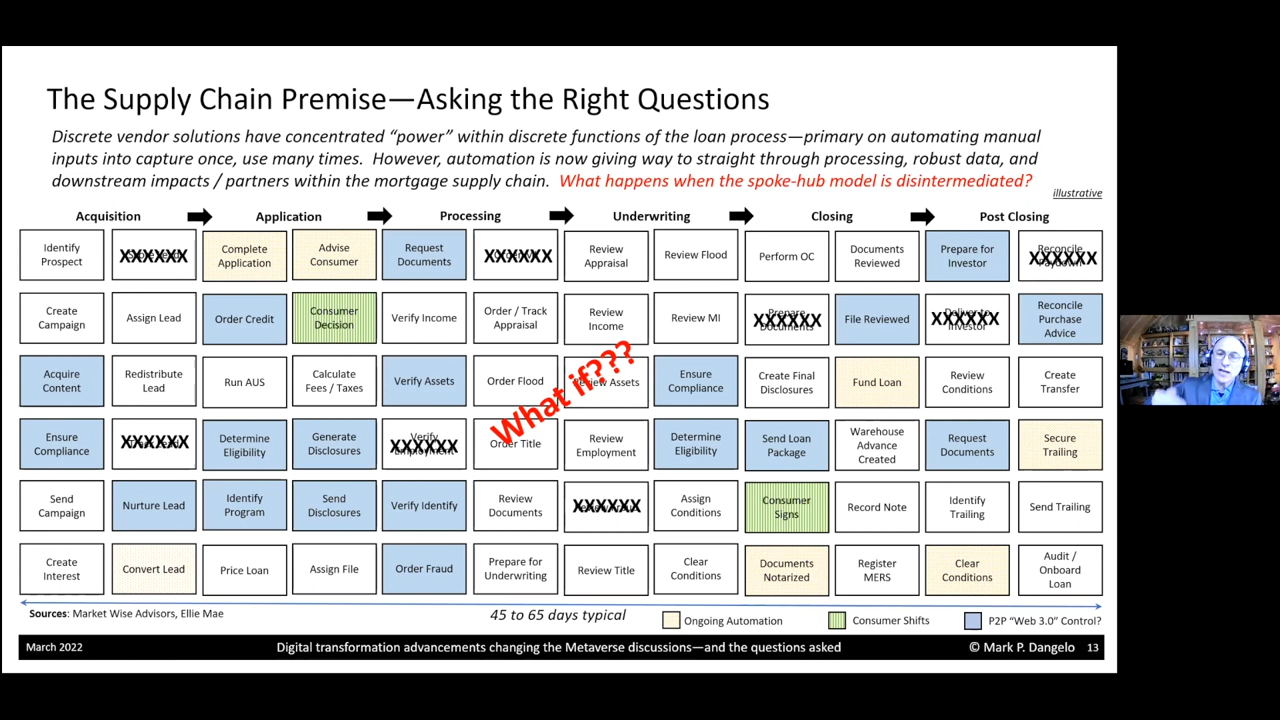 The Supply Chain Premise—Asking the Right Questions
Discrete vendor solutions have concentrated “power” within discrete functions of the loan process—primary on automating manual
inputs into capture once, use many times. However, automation is now giving way to straight through processing, robust data, and
downstream impacts / partners within the mortgage supply chain. What happens when the spoke-hub model is disintermediated?
illustrative
Acquisition
Application
Processing
Underwriting
Closing
Post Closing
Identify
Prospect
XXXXXX
Complete
Application
Advise
Consumer
Request
Documents
XXXXXX
Review
Appraisal
Review Flood
Perform OC
Documents
Reviewed
Prepare for
Investor
Reconcile
XXXXXX
Create
Campaign
Assign Lead
Order Credit
Consumer
Decision
Verify Income
Order / Track
Appraisal
Review
Income
Review MI
Prepare
XXXXXX
Documents
File Reviewed
Deliver to
XXXXXX
Investor
Reconcile
Purchase
Advice
Acquire
Content
Redistribute
Lead
Run AUS
Calculate
Fees / Taxes
Verify Assets
Order Flood
Review Assets
What if???
Ensure
Compliance
Create Final
Disclosures
Fund Loan
Review
Conditions
Create
Transfer
Ensure
Compliance
XXXXXX
Determine
Eligibility
Generate
Disclosures
Verify
XXXXXX
Employment
Order Title
Review
Employment
Determine
Eligibility
Send Loan
Package
Warehouse
Advance
Created
Request
Documents
Secure
Trailing
Send
Campaign
Nurture Lead
Identify
Program
Send
Disclosures
Verify Identify
Review
Documents
XXXXXX
Assign
Conditions
Consumer
Signs
Record Note
Identify
Trailing
Send Trailing
Create
Interest
Convert Lead
Price Loan
Assign File
Order Fraud
Prepare for
Underwriting
Review Title
Clear
Conditions
Documents
Notarized
Register
MERS
Clear
Conditions
Audit /
Onboard
Loan
Sources: Market Wise Advisors, Ellie Mae
45 to 65 days typical
Ongoing Automation
Consumer Shifts
P2P “Web 3.0” Control?
March 2022
Digital transformation advancements changing the Metaverse discussions—and the questions asked
© Mark P. Dangelo 13